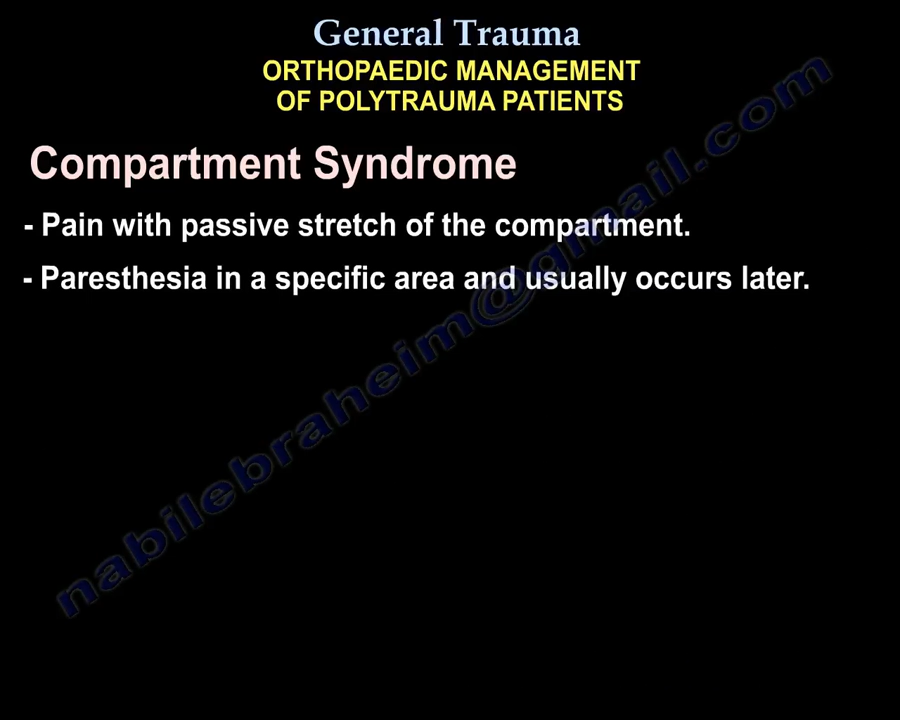 General Trauma
ORTHOPAEDIC MANAGEMENT
OF POLYTRAUMA PATIENTS
Compartment Syndrome
- Pain with passive stretch of the compartment.
- Paresthesia in a specific area and usually occurs later.
nabilebraheim@gmail.com